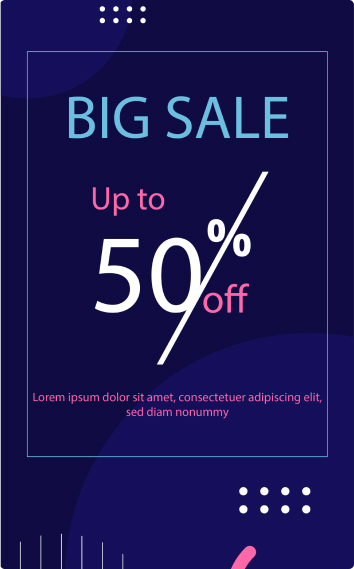 BIG SALE
Up to
50%
off
Lorem ipsum dolor sit amet, consectetuer adipiscing elit,
sed diam nonummy